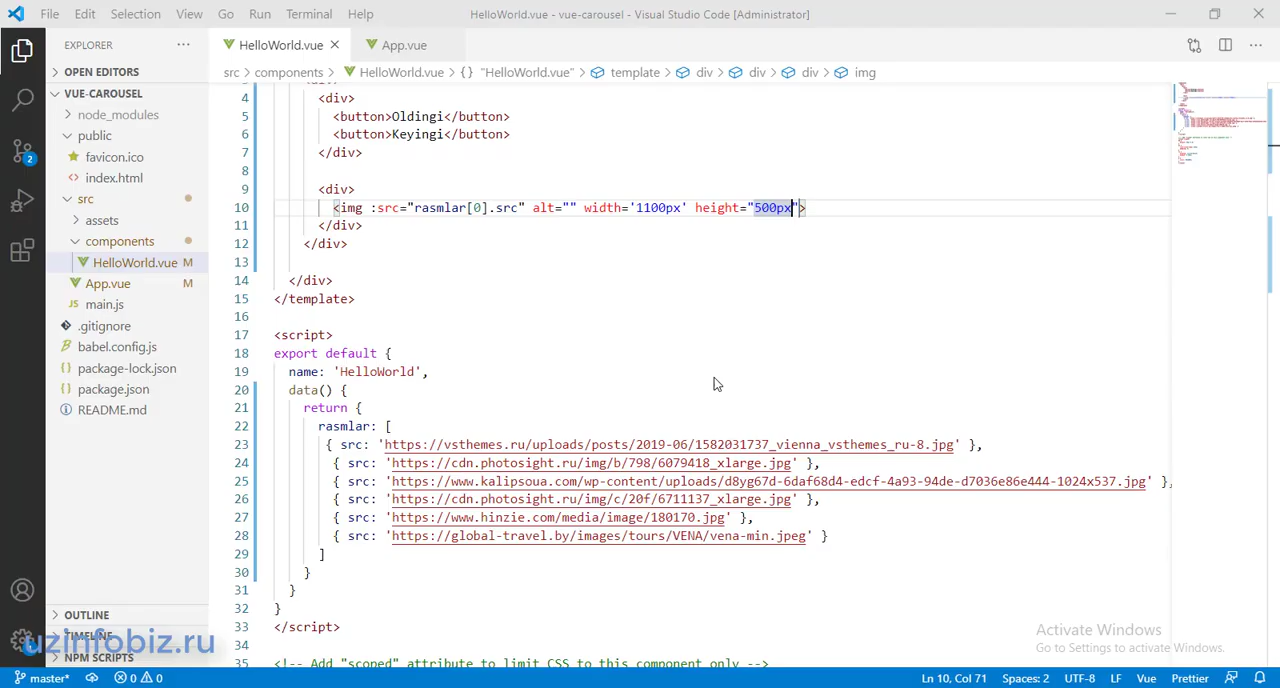 File Edit Selection View Go Run Terminal Help HelloWorld.vue - vue-carousel - Visual Studio Code [Administrator]
EXPLORER
HelloWorld.vue App.vue
OPEN EDITORS
src > components > HelloWorld.vue > {} "HelloWorld.vue" > template > div > div > div > img
VUE-CAROUSEL
node_modules
public
favicon.ico
index.html
src
assets
components
HelloWorld.vue M
App.vue M
JS main.js
.gitignore
babel.config.js
{} package-lock.json
{} package.json
README.md
OUTLINE
TIMELINE
NPM SCRIPTS
2
4 <div>
5 <button>Oldingi</button>
6 <button>Keyingi</button>
7 </div>
8
9 <div>
10 <img :src="rasmlar[0].src" alt="" width='1100px' height="500px">
11 </div>
12 </div>
13
14 </div>
15 </template>
16
17 <script>
18 export default {
19 name: 'HelloWorld',
20 data() {
21 return {
22 rasmlar: [
23 { src: 'https://vsthemes.ru/uploads/posts/2019-06/1582031737_vienna_vsthemes_ru-8.jpg' },
24 { src: 'https://cdn.photosight.ru/img/b/798/6079418_xlarge.jpg' },
25 { src: 'https://www.kalipsoua.com/wp-content/uploads/d8yg67d-6daf68d4-edcf-4a93-94de-d7036e86e444-1024x537.jpg' },
26 { src: 'https://cdn.photosight.ru/img/c/20f/6711137_xlarge.jpg' },
27 { src: 'https://www.hinzie.com/media/image/180170.jpg' },
28 { src: 'https://global-travel.by/images/tours/VENA/vena-min.jpeg' }
29 ]
30 }
31 }
32 }
33 </script>
34
35 <!-- Add "scoped" attribute to limit CSS to this component only -->
Activate Windows
Go to Settings to activate Windows.
uzinfobiz.ru
master* 0 0 Ln 10, Col 71 Spaces: 2 UTF-8 LF Vue Prettier